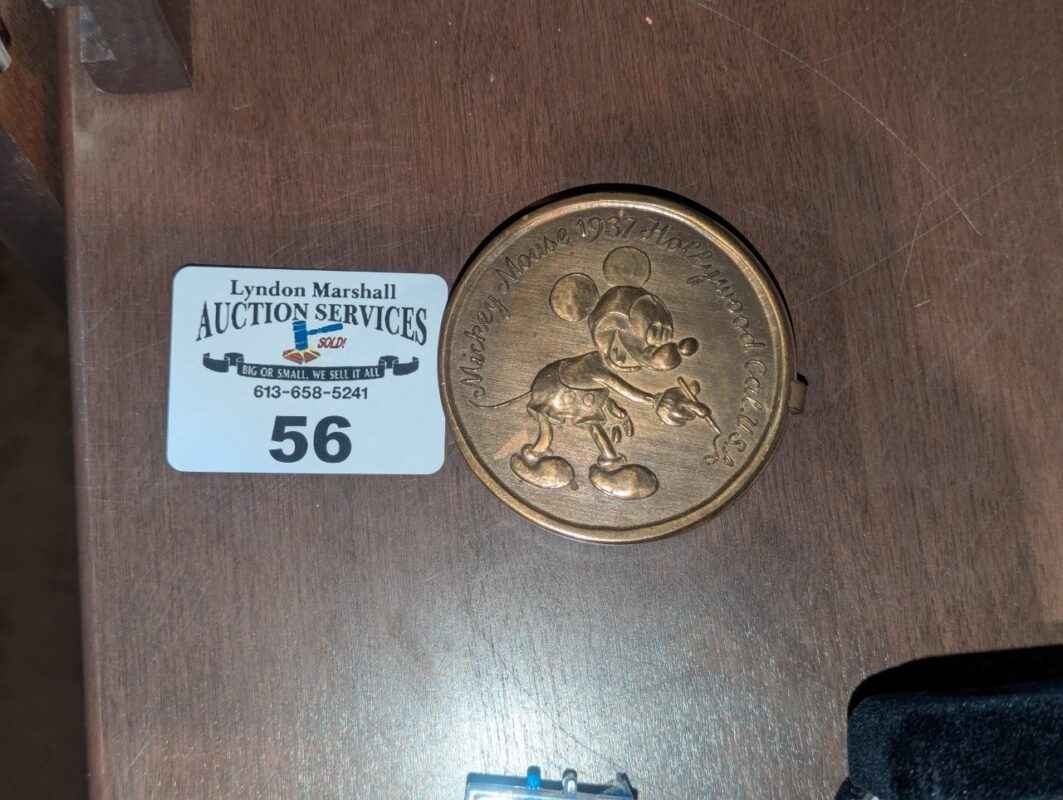 Lyndon Marshall
AUCTION SERVICES
SOLD!
BIG OR SMALL, WE SELL IT ALL
613-658-5241
56
Mickey Mouse 1937 Hollywood Cal. U.S.A.